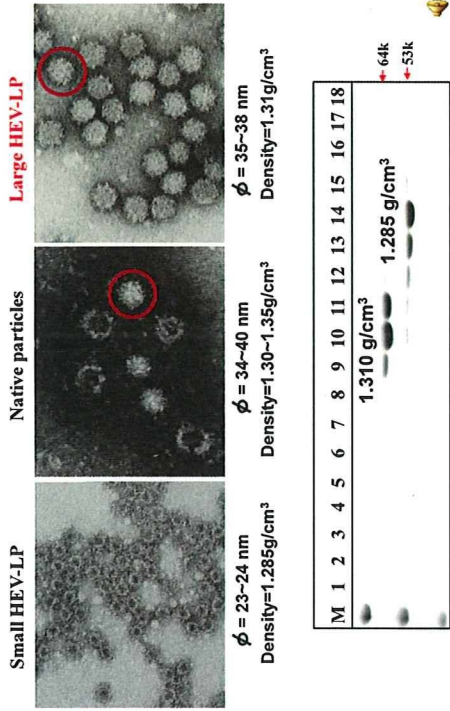 Small HEV-LP
Native particles
Large HEV-LP
ϕ = 23~24 nm
Density=1.285g/cm³
ϕ = 34~40 nm
Density=1.30~1.35g/cm³
ϕ = 35~38 nm
Density=1.31g/cm³
M 1 2 3 4 5 6 7 8 9 10 11 12 13 14 15 16 17 18
1.310 g/cm³
64k
1.285 g/cm³
53k